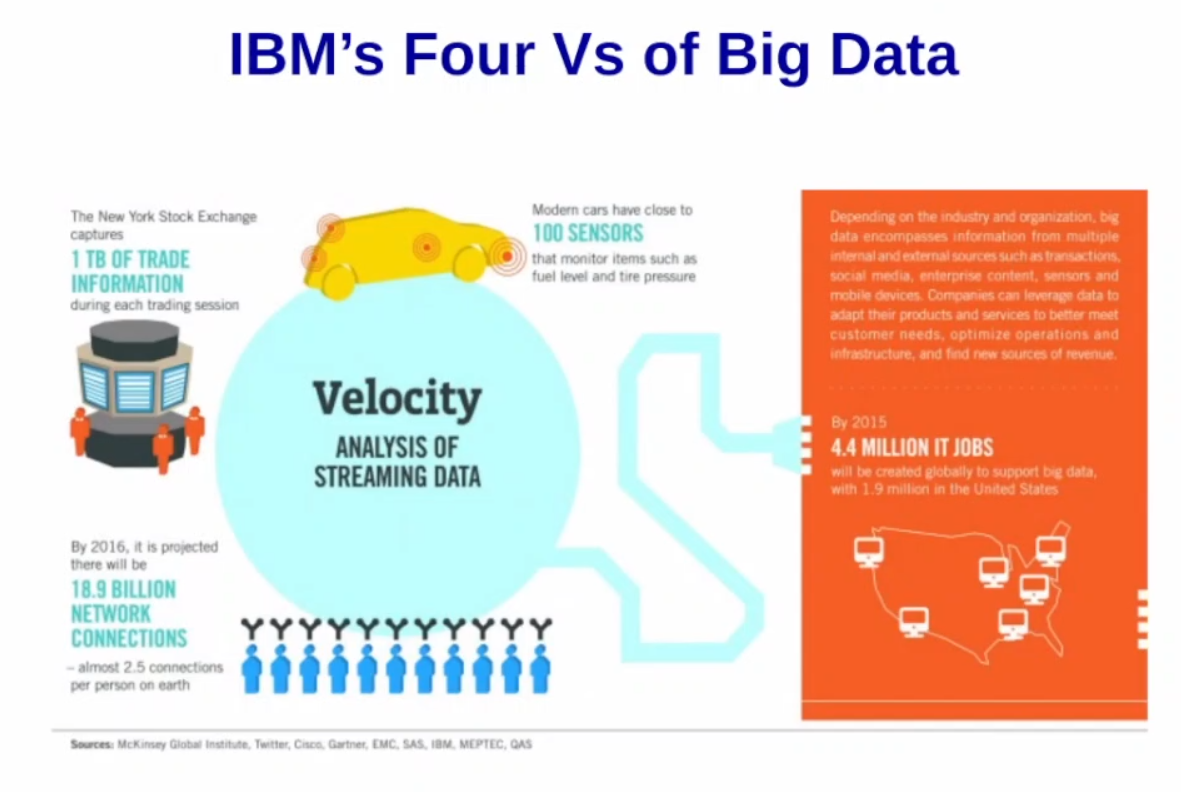 IBM's Four Vs of Big Data
The New York Stock Exchange
captures
1 TB OF TRADE
INFORMATION
during each trading session
Modern cars have close to
100 SENSORS
that monitor items such as
fuel level and tire pressure
Velocity
ANALYSIS OF
STREAMING DATA
By 2016, it is projected
there will be
18.9 BILLION
NETWORK
CONNECTIONS
– almost 2.5 connections
per person on earth
Depending on the industry and organization, big
data encompasses information from multiple
internal and external sources such as transactions,
social media, enterprise content, sensors and
mobile devices. Companies can leverage data to
adapt their products and services to better meet
customer needs, optimize operations and
infrastructure, and find new sources of revenue.
By 2015
4.4 MILLION IT JOBS
will be created globally to support big data,
with 1.9 million in the United States
Sources: McKinsey Global Institute, Twitter, Cisco, Gartner, EMC, SAS, IBM, MEPTEC, QAS